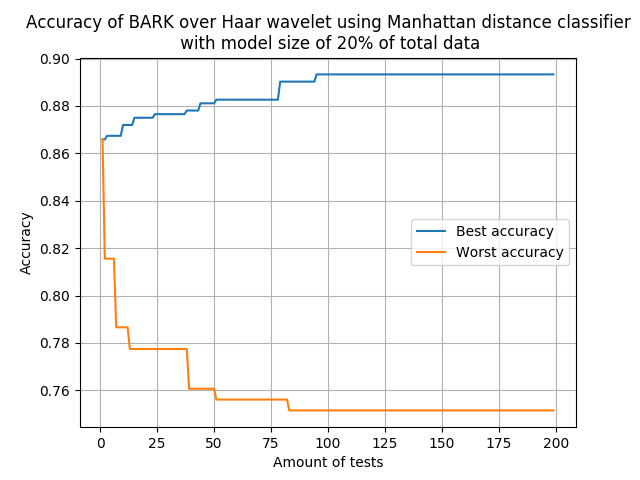 Accuracy of BARK over Haar wavelet using Manhattan distance classifier
with model size of 20% of total data
0.90
0.88
0.86
0.84
0.82
0.80
0.78
0.76
Accuracy
Best accuracy
Worst accuracy
0 25 50 75 100 125 150 175 200
Amount of tests